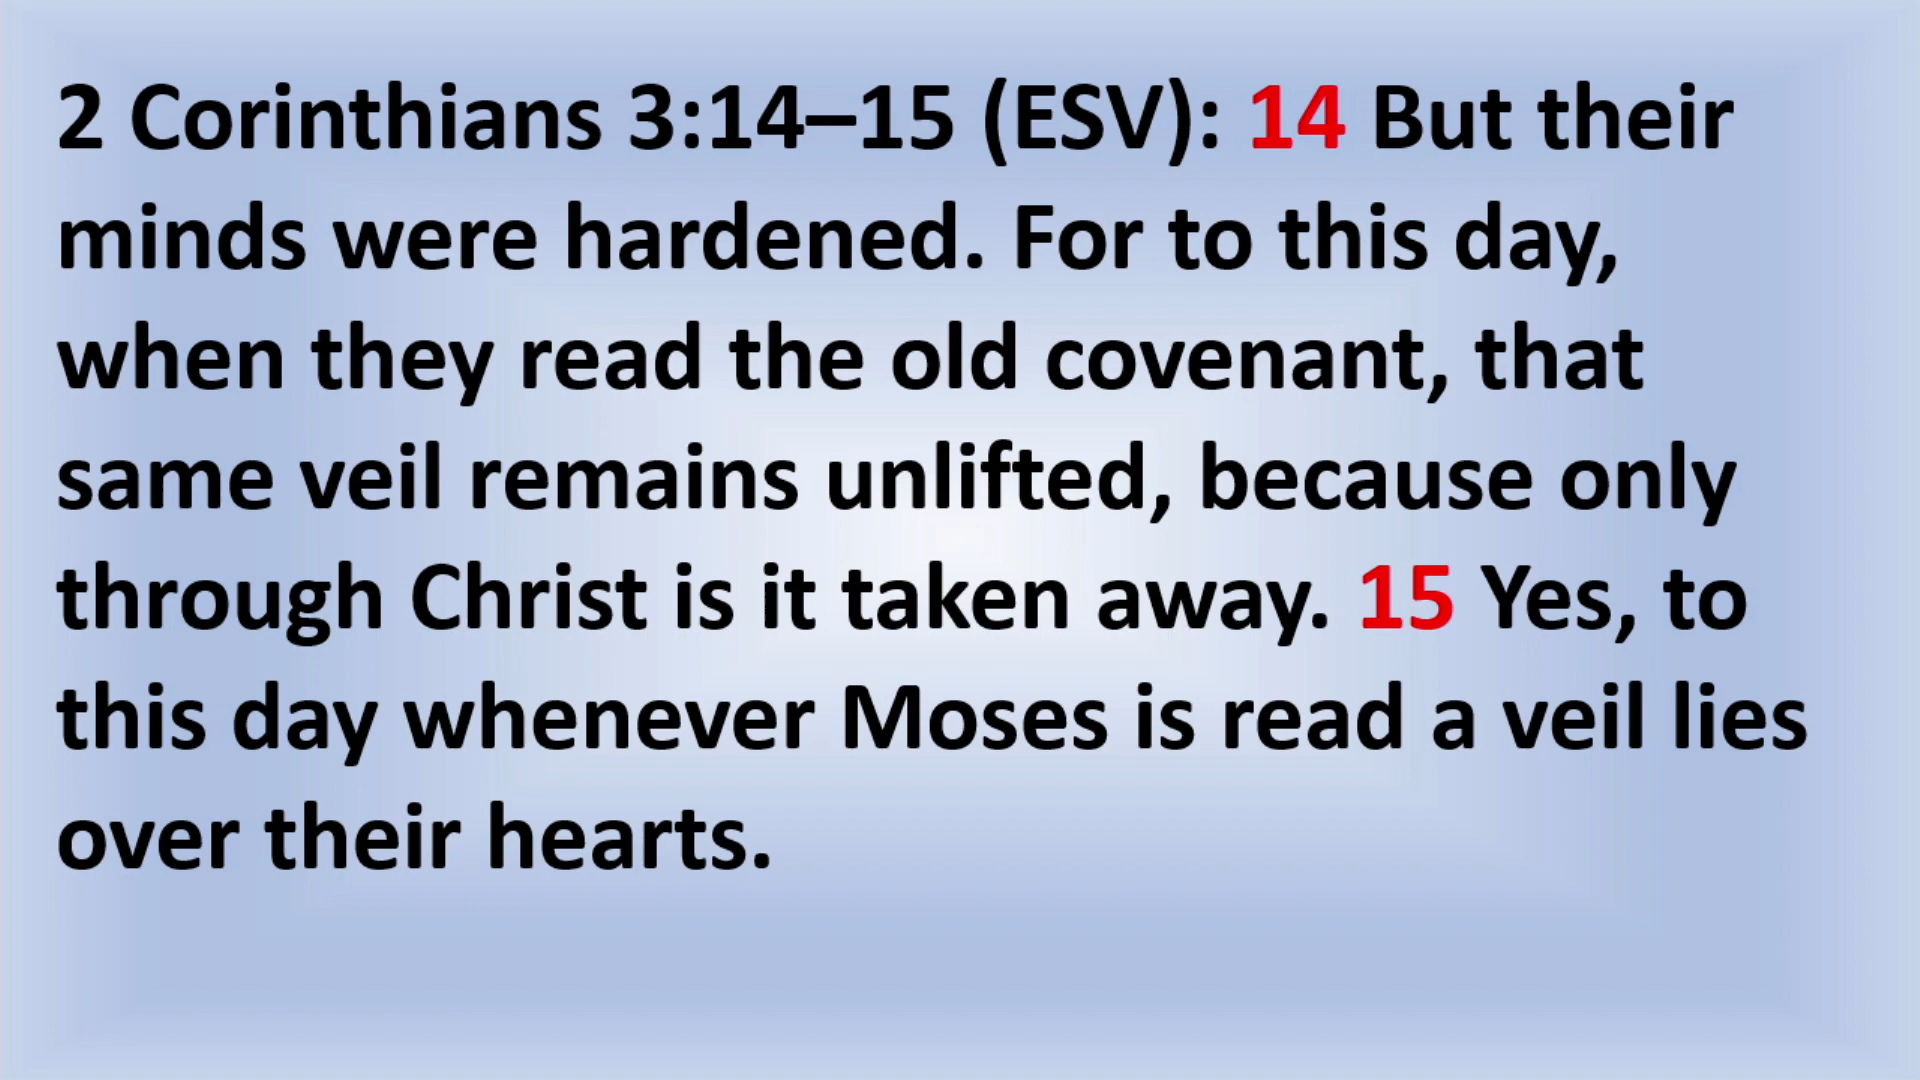 2 Corinthians 3:14–15 (ESV): 14 But their
minds were hardened. For to this day,
when they read the old covenant, that
same veil remains unlifted, because only
through Christ is it taken away. 15 Yes, to
this day whenever Moses is read a veil lies
over their hearts.